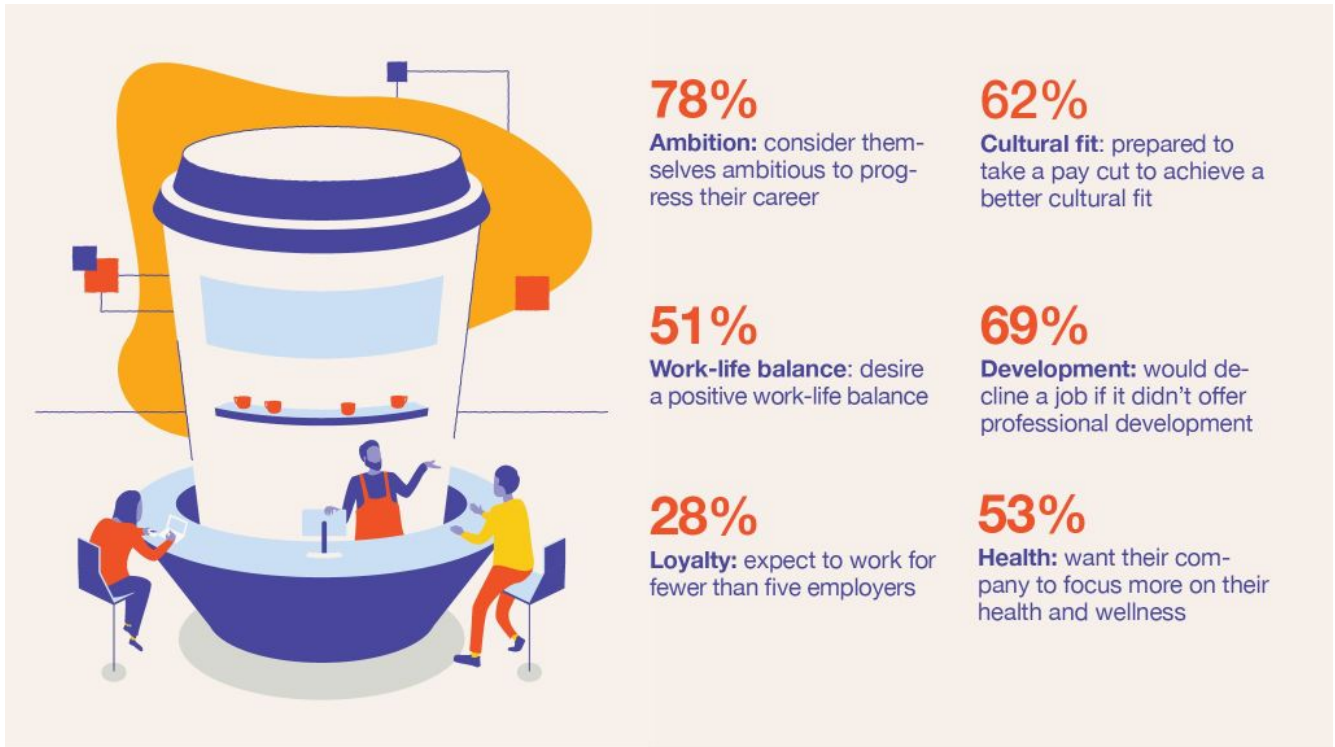 78%
Ambition: consider them-
selves ambitious to prog-
ress their career
62%
Cultural fit: prepared to
take a pay cut to achieve a
better cultural fit
51%
Work-life balance: desire
a positive work-life balance
69%
Development: would de-
cline a job if it didn’t offer
professional development
28%
Loyalty: expect to work for
fewer than five employers
53%
Health: want their com-
pany to focus more on their
health and wellness